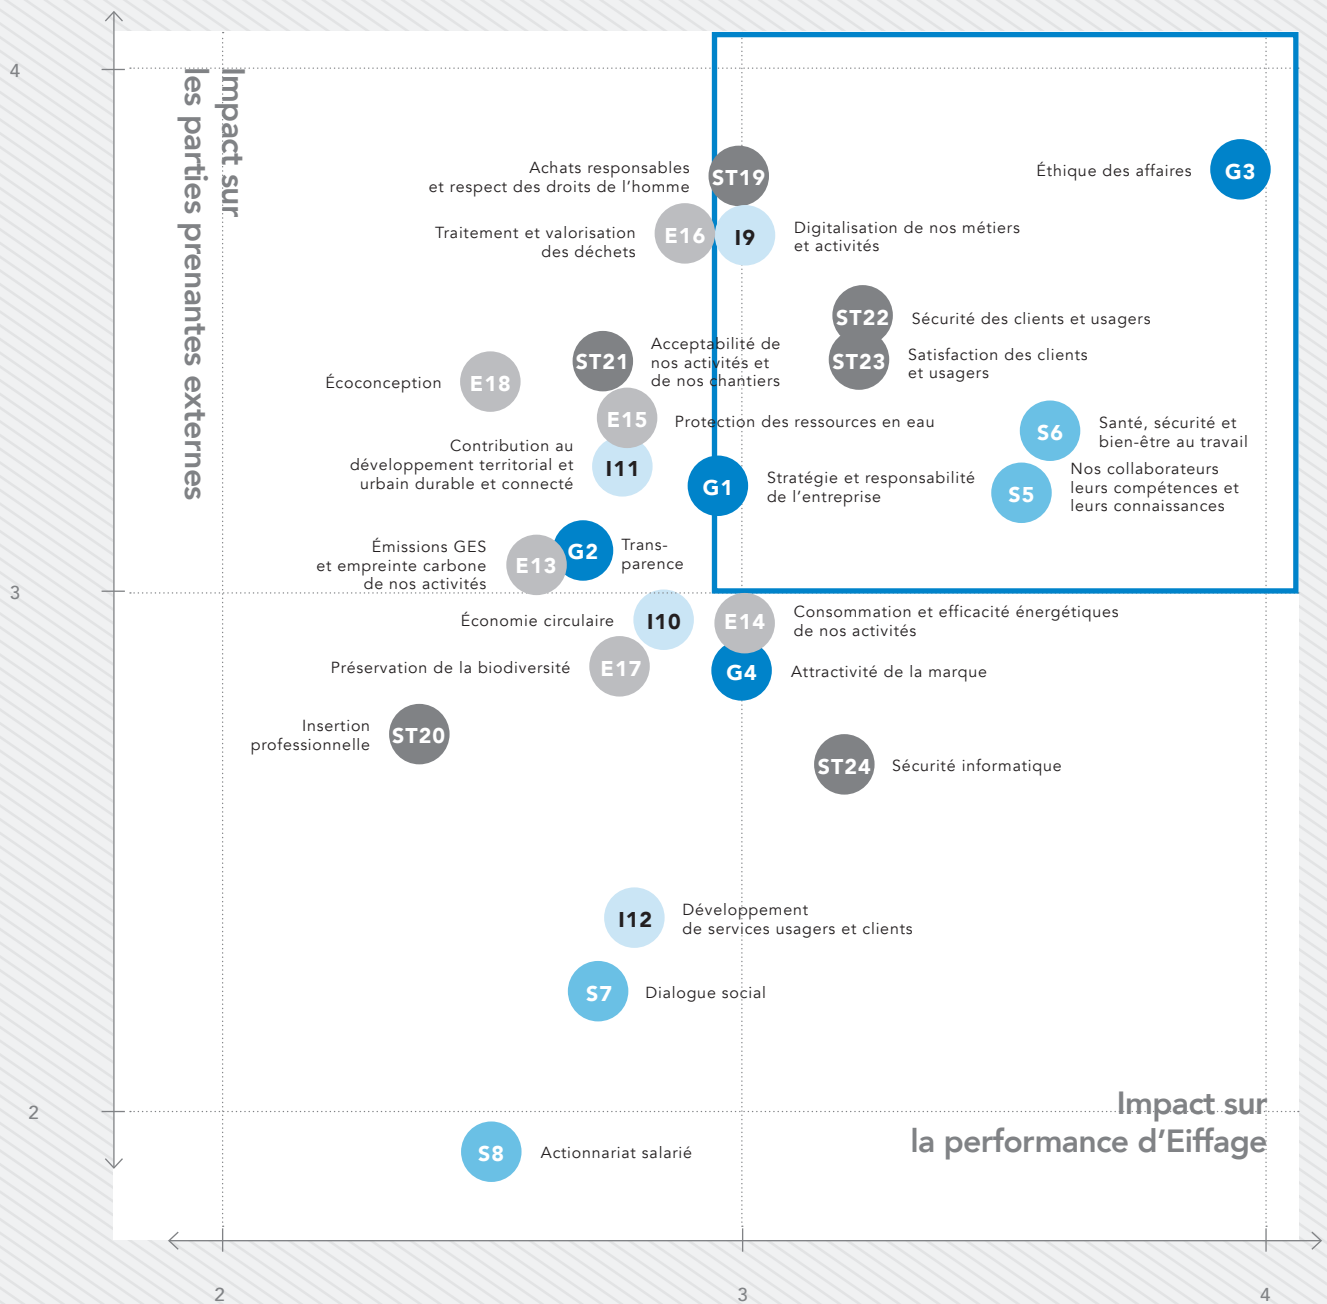 4
Impact sur
les parties prenantes externes
Achats responsables
et respect des droits de l’homme
ST19
Éthique des affaires
G3
Traitement et valorisation
des déchets
E16
I9
Digitalisation de nos métiers
et activités
ST22
Sécurité des clients et usagers
ST21
Acceptabilité de
nos activités et
de nos chantiers
ST23
Satisfaction des clients
et usagers
Écoconception
E18
E15
Protection des ressources en eau
S6
Santé, sécurité et
bien-être au travail
Contribution au
développement territorial et
urbain durable et connecté
I11
G1
Stratégie et responsabilité
de l’entreprise
S5
Nos collaborateurs
leurs compétences et
leurs connaissances
Émissions GES
et empreinte carbone
de nos activités
E13
G2
Trans-
parence
3
Économie circulaire
I10
E14
Consommation et efficacité énergétiques
de nos activités
Préservation de la biodiversité
E17
G4
Attractivité de la marque
Insertion
professionnelle
ST20
ST24
Sécurité informatique
I12
Développement
de services usagers et clients
S7
Dialogue social
2
Impact sur
la performance d’Eiffage
S8
Actionnariat salarié
2
3
4